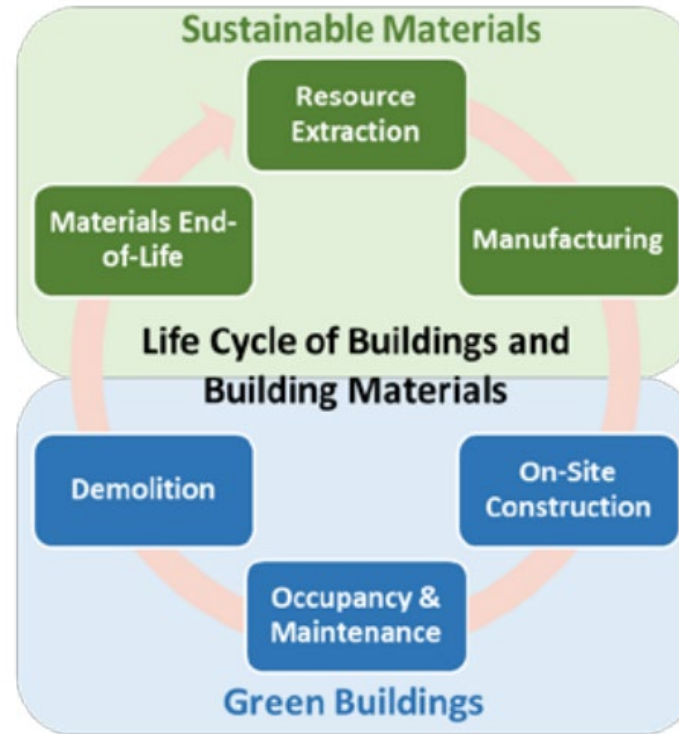 Sustainable Materials
Resource
Extraction
Materials End-
of-Life
Manufacturing
Life Cycle of Buildings and
Building Materials
Demolition
On-Site
Construction
Occupancy &
Maintenance
Green Buildings